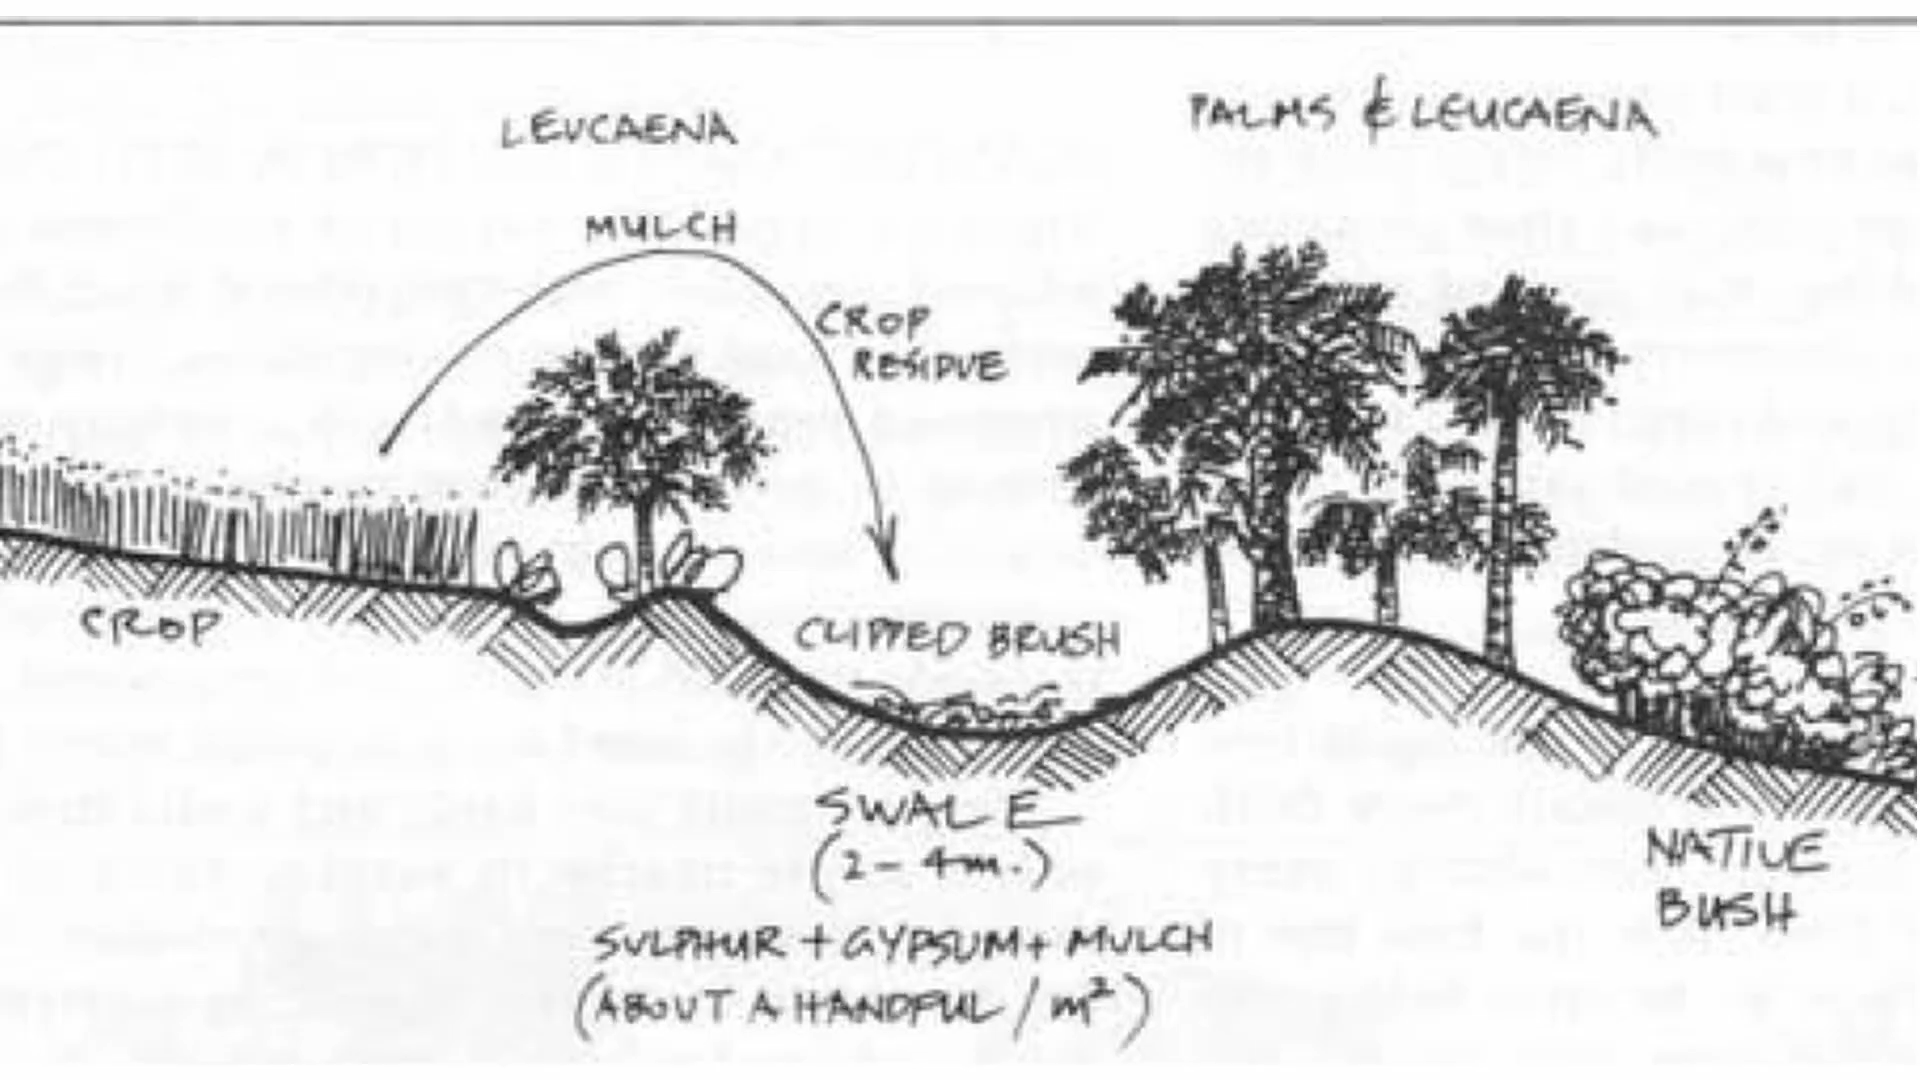 LEUCAENA
PALMS & LEUCAENA
MULCH
CROP
RESIDUE
CROP
CLIPPED BRUSH
SWALE
(2-4m.)
NATIVE
BUSH
SULPHUR + GYPSUM + MULCH
(ABOUT A HANDFUL / m²)